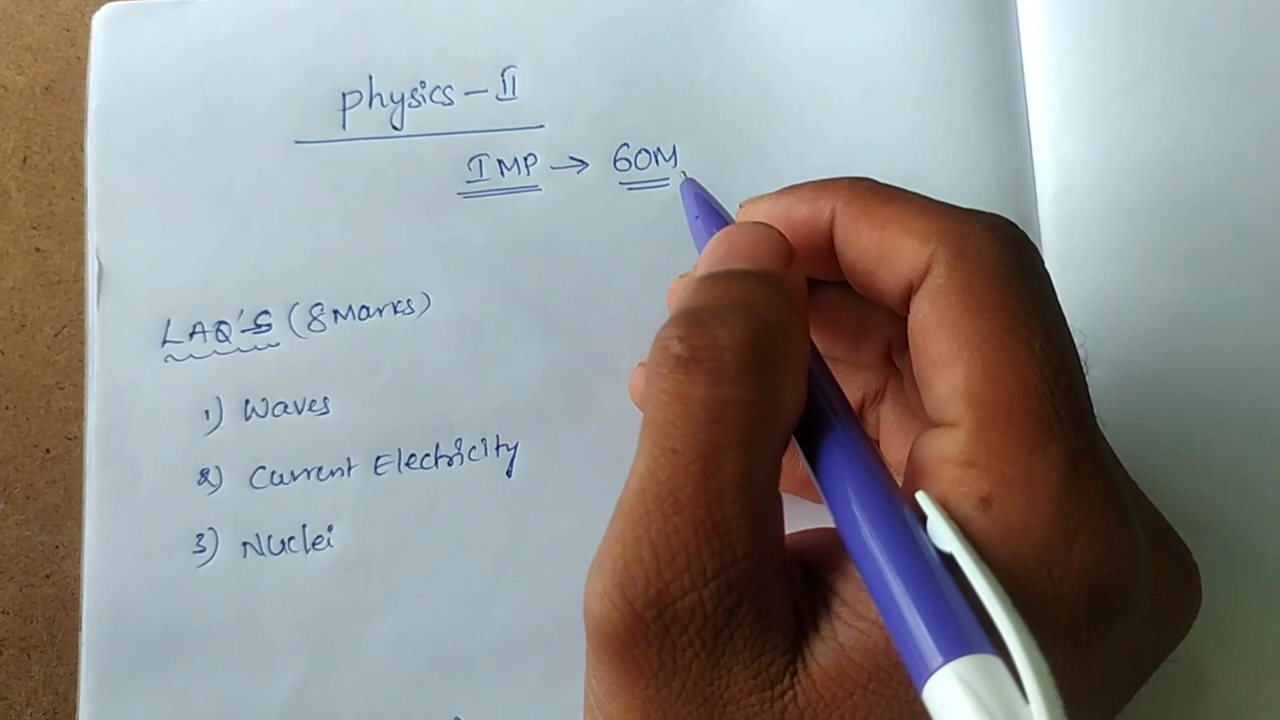 Physics - II
IMP → 60M
LAQ'S (8 Marks)
1) Waves
2) Current Electricity
3) Nuclei